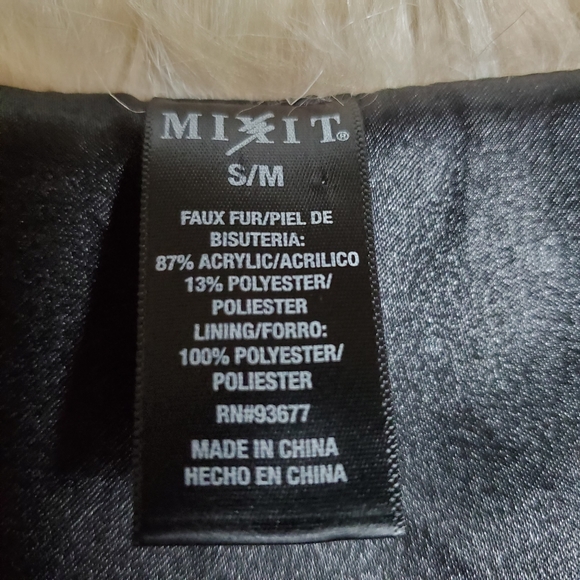 MIXIT®
S/M
FAUX FUR/PIEL DE
BISUTERIA:
87% ACRYLIC/ACRILICO
13% POLYESTER/
POLIESTER
LINING/FORRO:
100% POLYESTER/
POLIESTER
RN#93677
MADE IN CHINA
HECHO EN CHINA